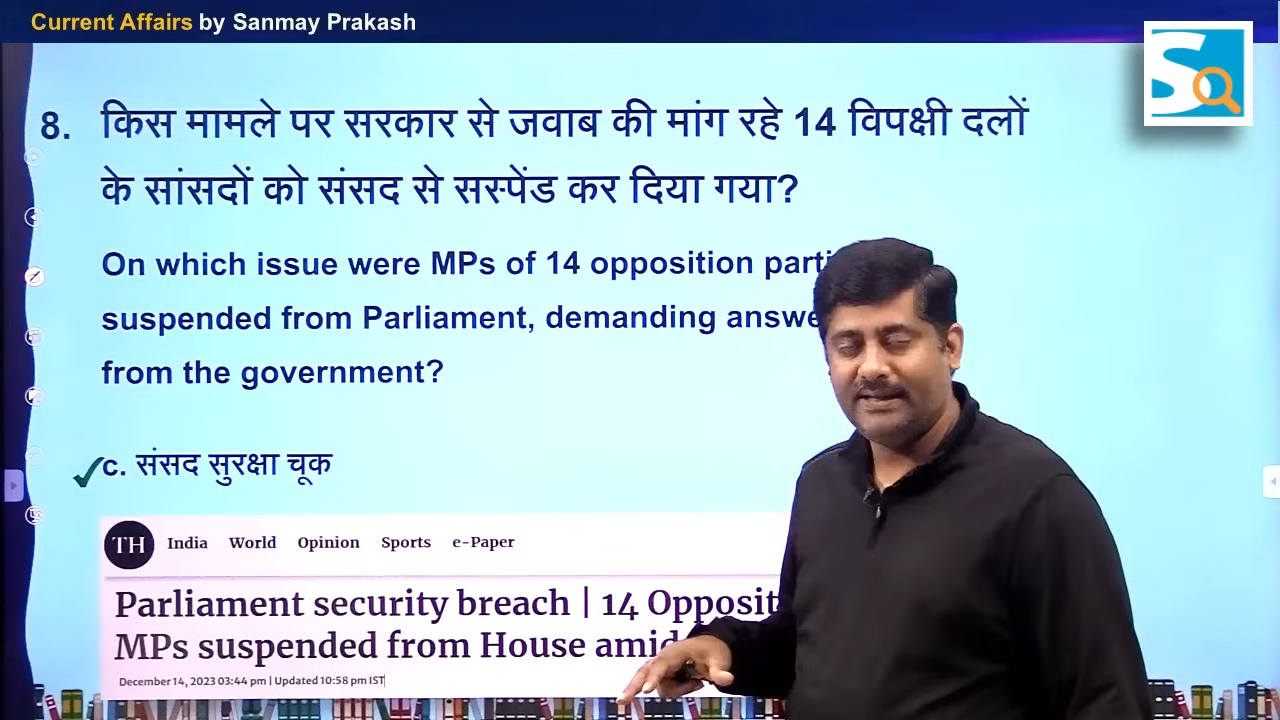 Current Affairs by Sanmay Prakash
8. किस मामले पर सरकार से जवाब की मांग रहे 14 विपक्षी दलों
के सांसदों को संसद से सस्पेंड कर दिया गया?
On which issue were MPs of 14 opposition
suspended from Parliament, demanding
from the government?
c. संसद सुरक्षा चूक
TH India World Opinion Sports e-Paper
Parliament security breach | 14
MPs suspended from House
December 14, 2023 03:44 pm | Updated 10:58 pm IST